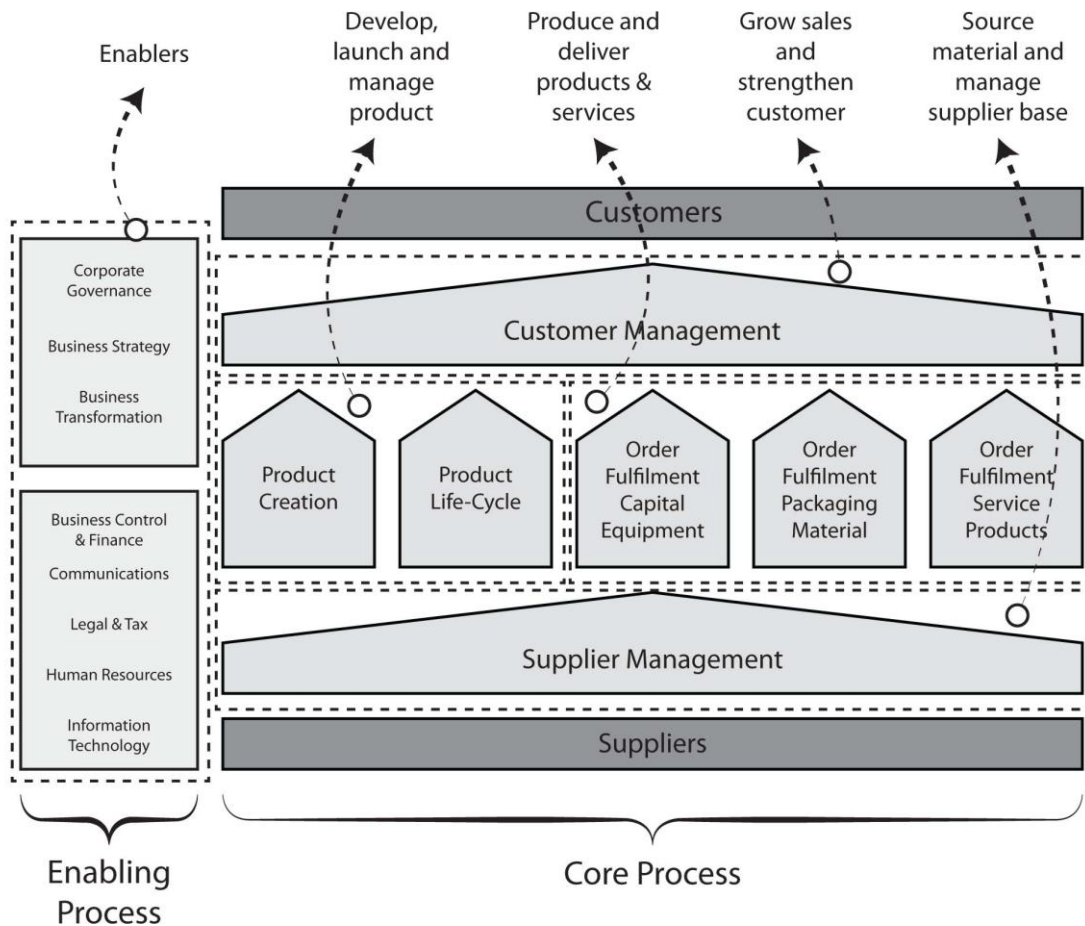 Enablers
Develop,
launch and
manage
product
Produce and
deliver
products &
services
Grow sales
and
strengthen
customer
Source
material and
manage
supplier base
Customers
Corporate
Governance
Business Strategy
Business
Transformation
Customer Management
Product
Creation
Product
Life-Cycle
Order
Fulfilment
Capital
Equipment
Order
Fulfilment
Packaging
Material
Order
Fulfilment
Service
Products
Business Control
& Finance
Communications
Legal & Tax
Human Resources
Information
Technology
Supplier Management
Suppliers
Enabling
Process
Core Process